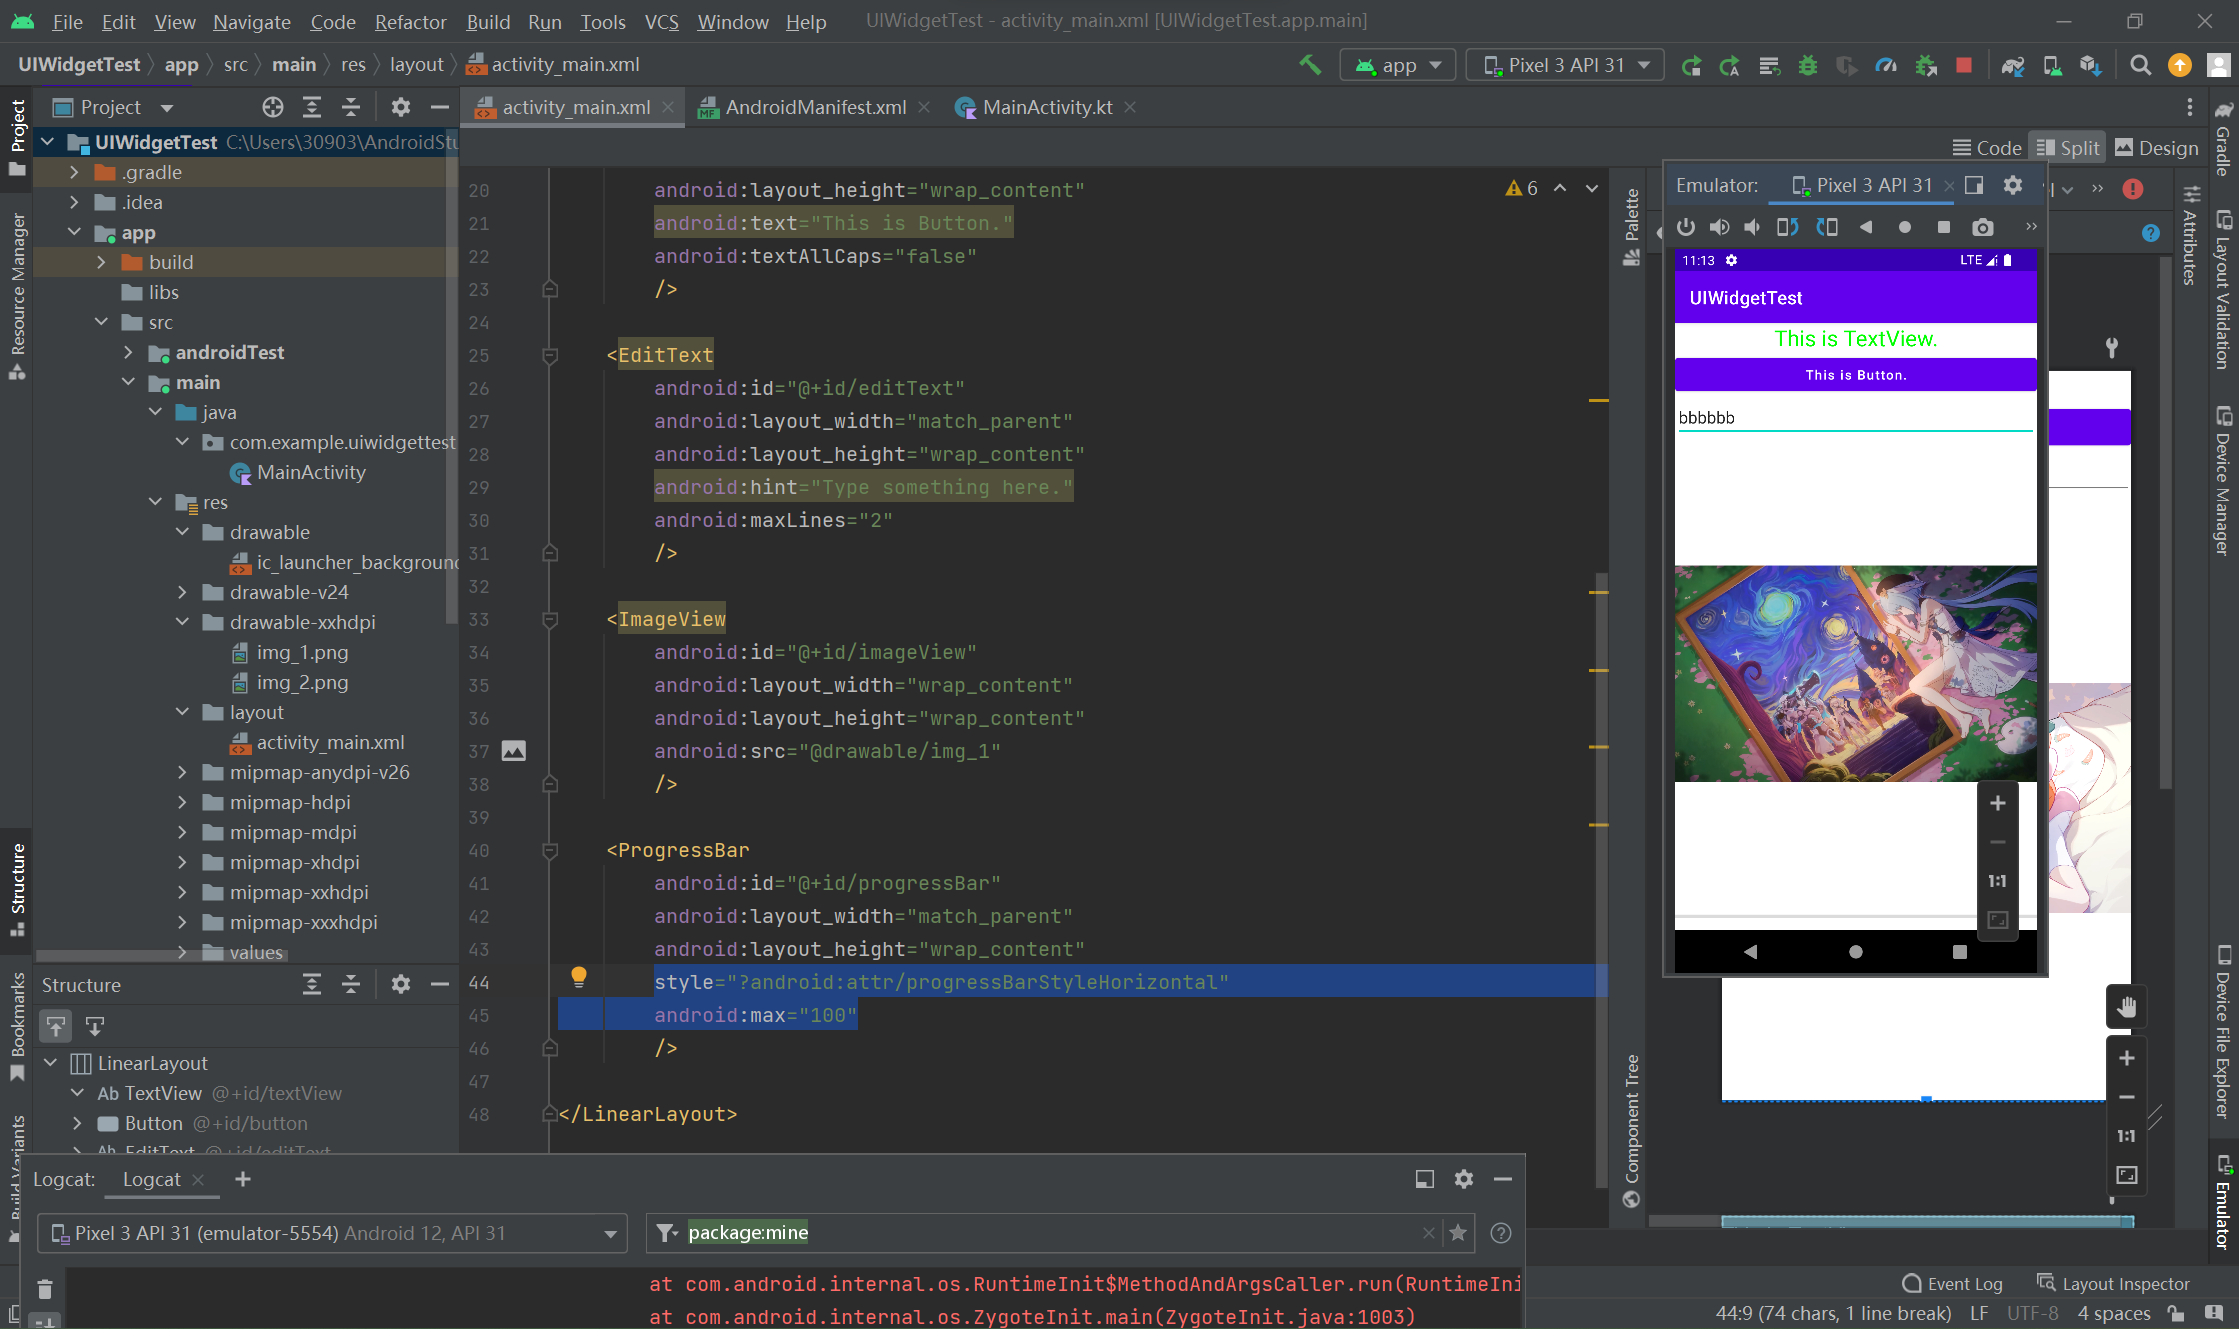 File Edit View Navigate Code Refactor Build Run Tools VCS Window Help UIWidgetTest - activity_main.xml [UIWidgetTest.app.main]
UIWidgetTest app src main res layout activity_main.xml app Pixel 3 API 31
Project
activity_main.xml AndroidManifest.xml MainActivity.kt
Code Split Design
UIWidgetTest C:\Users\30903\AndroidStu
.gradle
.idea
app
build
libs
src
androidTest
main
java
com.example.uiwidgettest
MainActivity
res
drawable
ic_launcher_background
drawable-v24
drawable-xxhdpi
img_1.png
img_2.png
layout
activity_main.xml
mipmap-anydpi-v26
mipmap-hdpi
mipmap-mdpi
mipmap-xhdpi
mipmap-xxhdpi
mipmap-xxxhdpi
values
Structure
LinearLayout
Ab TextView @+id/textView
Button @+id/button
Ab EditText @+id/editText
Project
Resource Manager
Structure
Bookmarks
Build Variants
6
20 android:layout_height="wrap_content"
21 android:text="This is Button."
22 android:textAllCaps="false"
23 />
24
25 <EditText
26 android:id="@+id/editText"
27 android:layout_width="match_parent"
28 android:layout_height="wrap_content"
29 android:hint="Type something here."
30 android:maxLines="2"
31 />
32
33 <ImageView
34 android:id="@+id/imageView"
35 android:layout_width="wrap_content"
36 android:layout_height="wrap_content"
37 android:src="@drawable/img_1"
38 />
39
40 <ProgressBar
41 android:id="@+id/progressBar"
42 android:layout_width="match_parent"
43 android:layout_height="wrap_content"
44 style="?android:attr/progressBarStyleHorizontal"
45 android:max="100"
46 />
47
48 </LinearLayout>
Palette
Component Tree
Emulator: Pixel 3 API 31
11:13 LTE
UIWidgetTest
This is TextView.
This is Button.
bbbbbb
1:1
1:1
Attributes
Gradle
Layout Validation
Device Manager
Device File Explorer
Emulator
Logcat: Logcat
Pixel 3 API 31 (emulator-5554) Android 12, API 31 package:mine
at com.android.internal.os.RuntimeInit$MethodAndArgsCaller.run(RuntimeIni
at com.android.internal.os.ZygoteInit.main(ZygoteInit.java:1003)
Event Log Layout Inspector
44:9 (74 chars, 1 line break) LF UTF-8 4 spaces